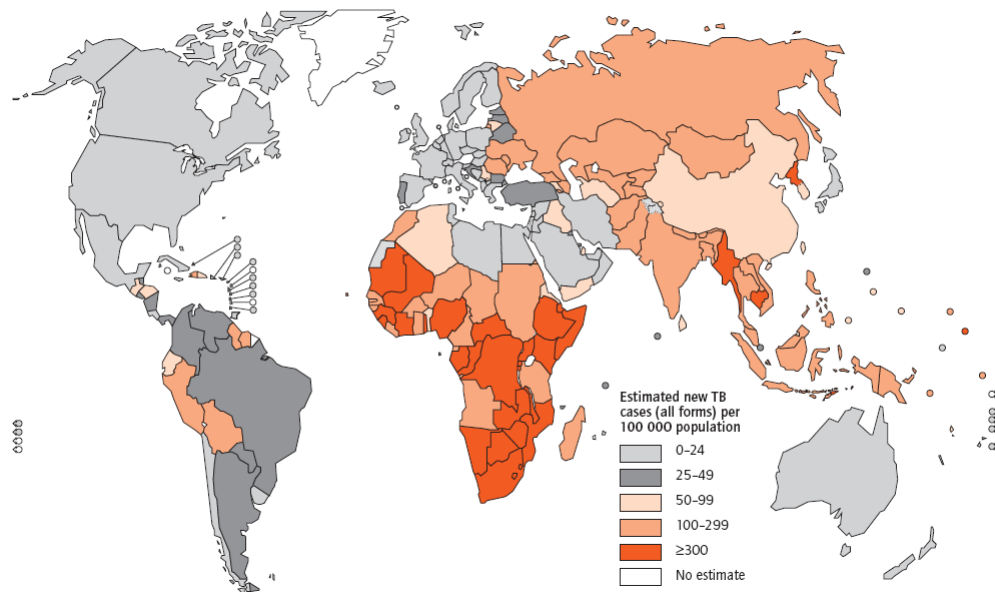 Estimated new TB
cases (all forms) per
100 000 population
0–24
25–49
50–99
100–299
≥300
No estimate